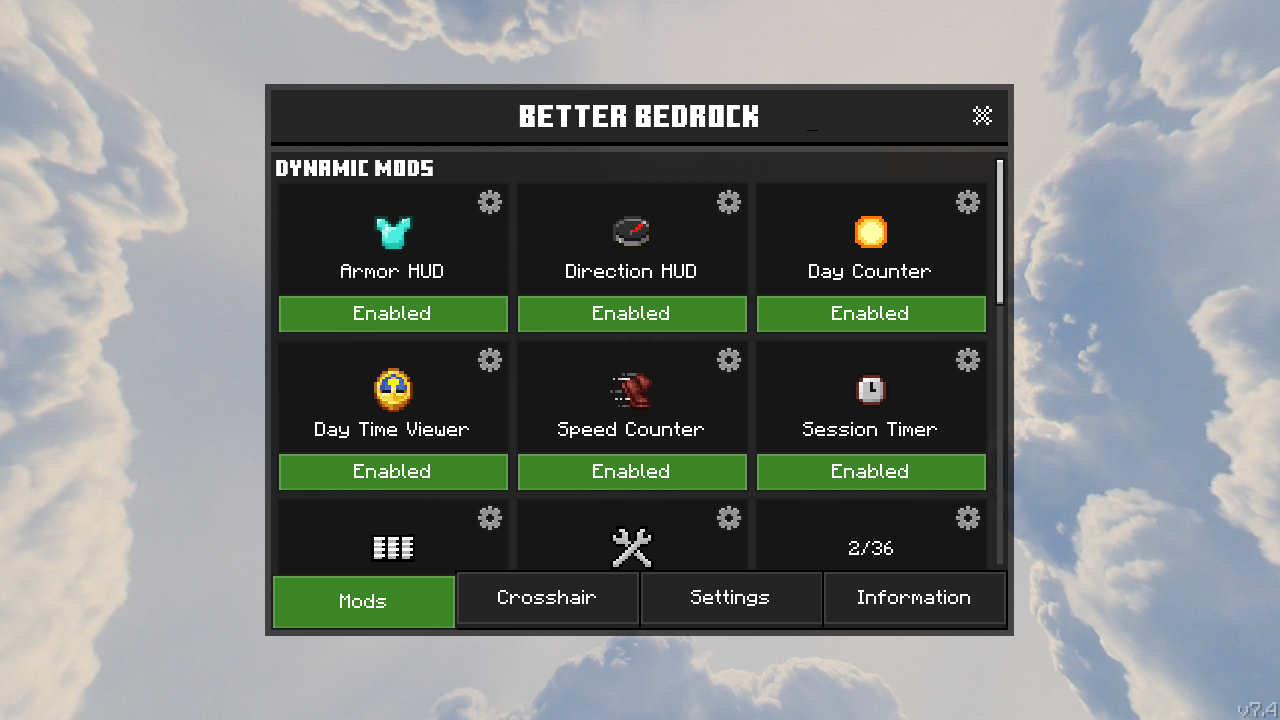 BETTER BEDROCK
DYNAMIC MODS
Armor HUD
Direction HUD
Day Counter
Enabled
Enabled
Enabled
Day Time Viewer
Speed Counter
Session Timer
Enabled
Enabled
Enabled
2/36
Mods
Crosshair
Settings
Information
v7.4